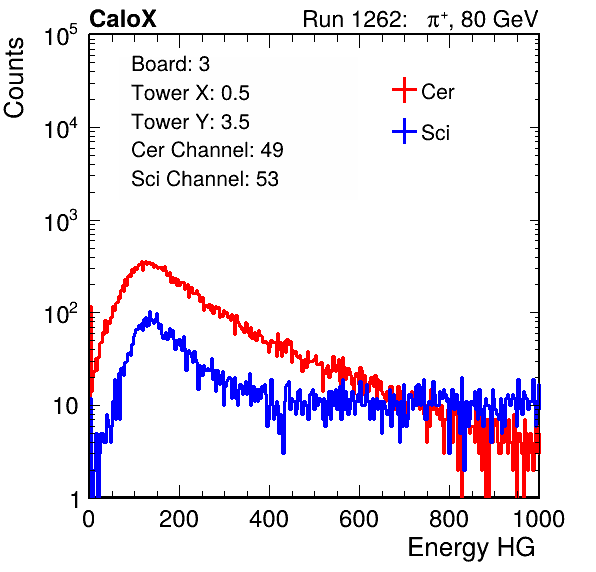 CaloX Run 1262: π⁺, 80 GeV
Counts
10⁵
10⁴
10³
10²
10
1
Board: 3
Tower X: 0.5
Tower Y: 3.5
Cer Channel: 49
Sci Channel: 53
Cer
Sci
0 200 400 600 800 1000
Energy HG